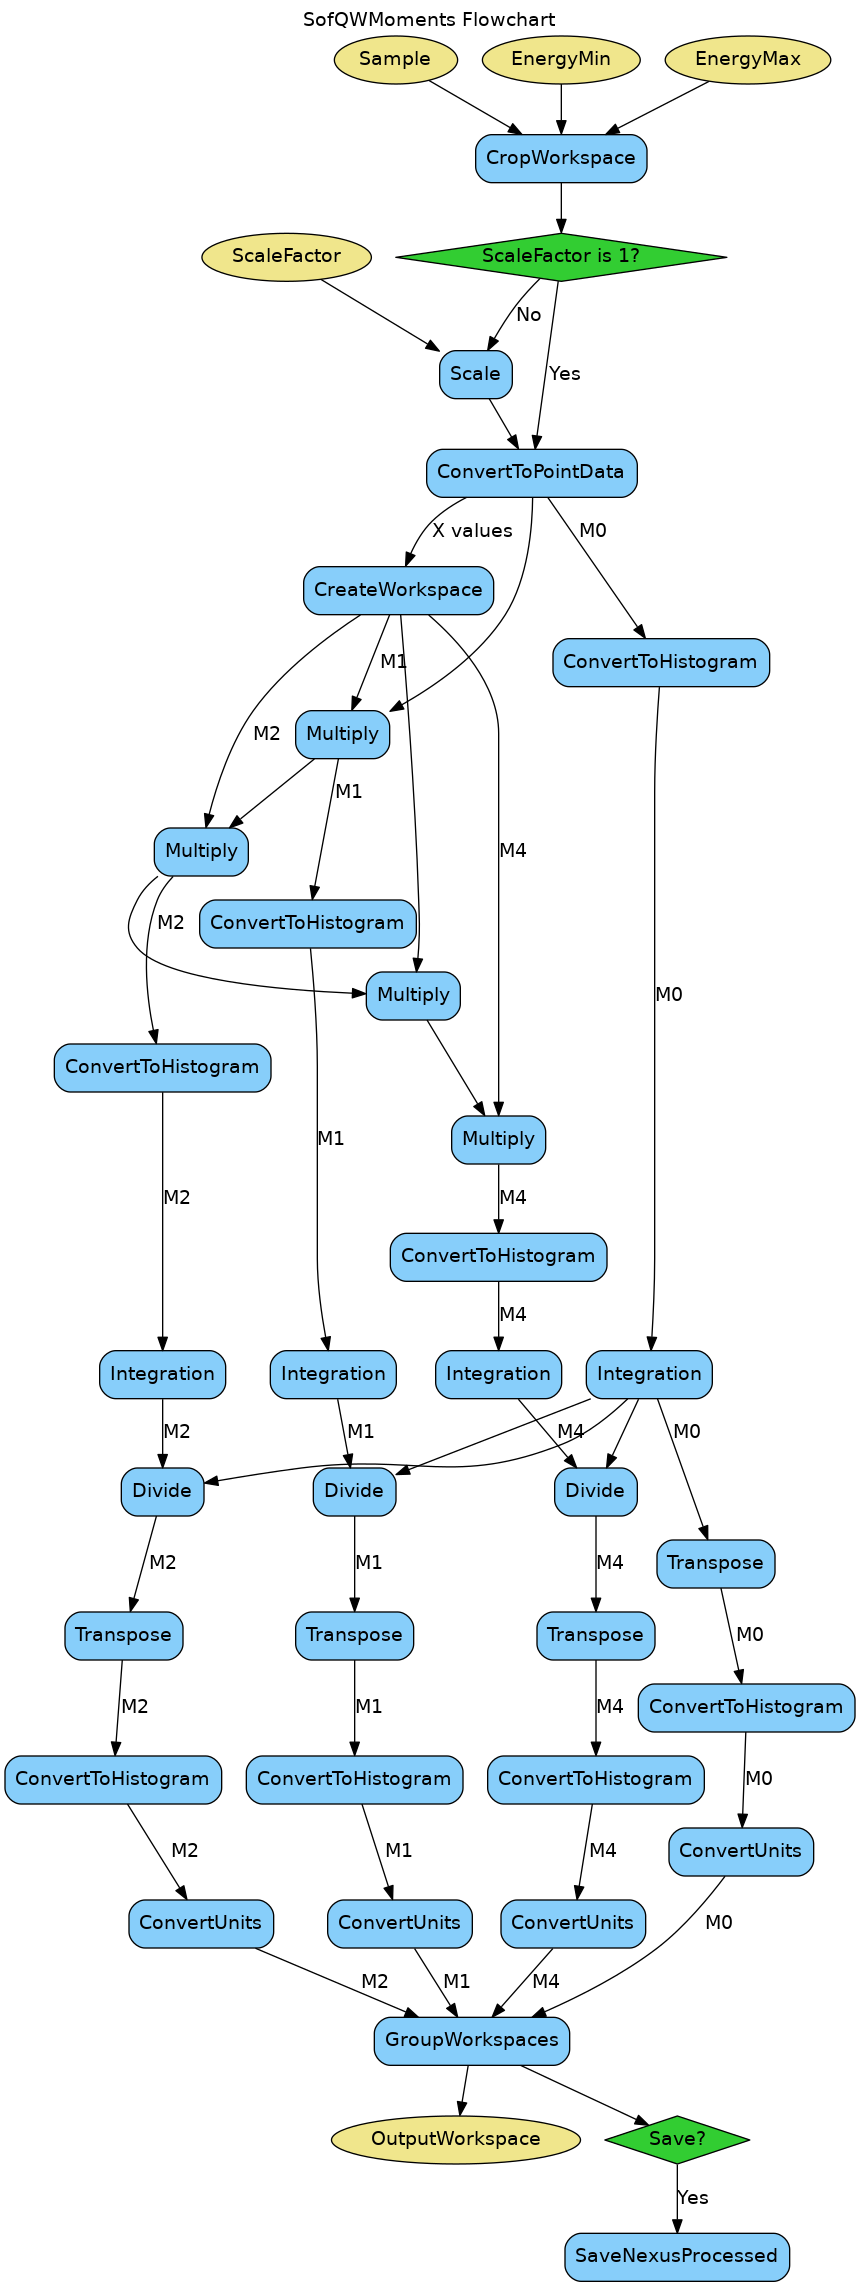 SofQWMoments Flowchart
Sample
EnergyMin
EnergyMax
CropWorkspace
ScaleFactor
ScaleFactor is 1?
No
Scale
Yes
ConvertToPointData
X values
M0
CreateWorkspace
M1
ConvertToHistogram
M2
Multiply
M1
Multiply
M4
M2
ConvertToHistogram
Multiply
M0
ConvertToHistogram
M1
Multiply
M2
M4
ConvertToHistogram
M4
Integration
Integration
Integration
Integration
M2
M1
M4
M0
Divide
Divide
Divide
M2
M1
M4
Transpose
Transpose
Transpose
Transpose
M0
M2
M1
M4
ConvertToHistogram
ConvertToHistogram
ConvertToHistogram
ConvertToHistogram
M0
M2
M1
M4
ConvertUnits
ConvertUnits
ConvertUnits
ConvertUnits
M0
M2
M1
M4
GroupWorkspaces
OutputWorkspace
Save?
Yes
SaveNexusProcessed